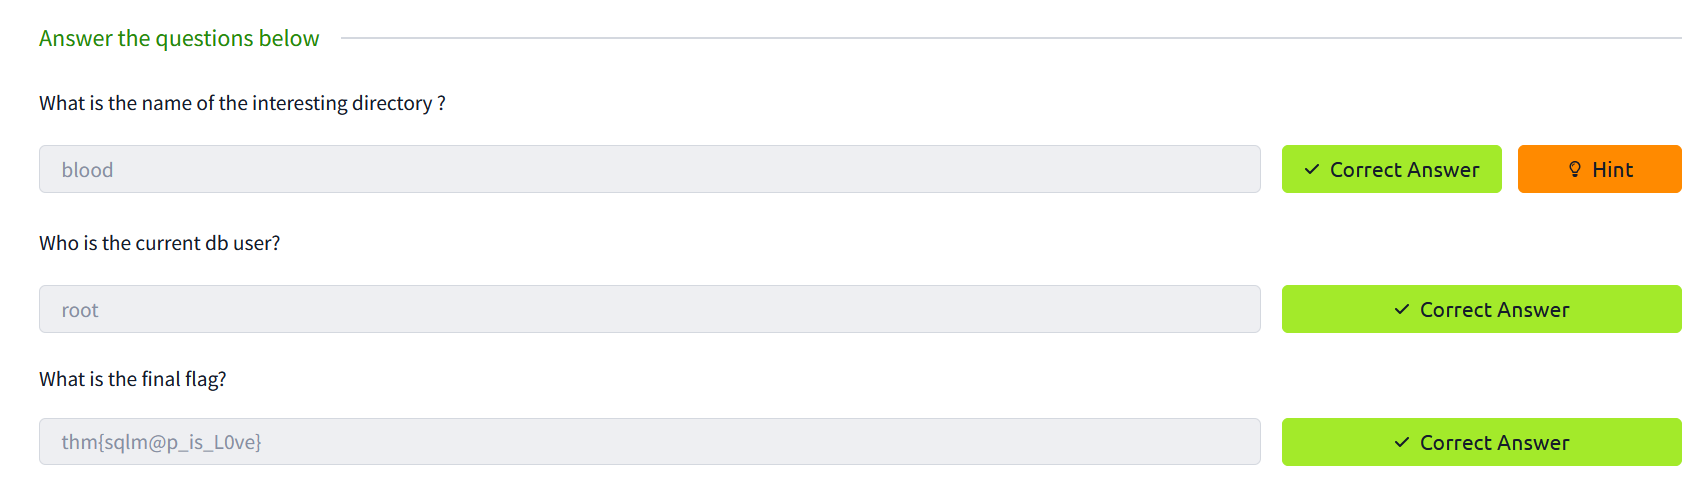 Answer the questions below
What is the name of the interesting directory ?
blood
Correct Answer
Hint
Who is the current db user?
root
Correct Answer
What is the final flag?
thm{sqlm@p_is_L0ve}
Correct Answer